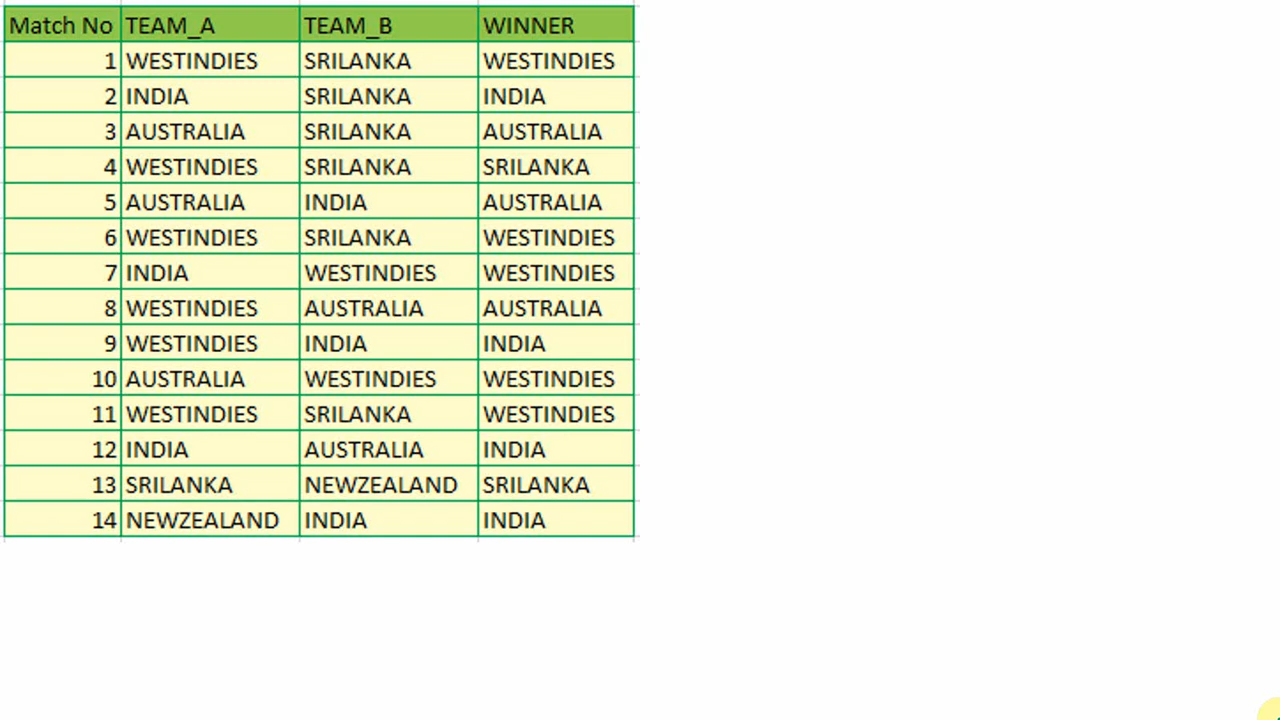 Match No TEAM_A TEAM_B WINNER
1 WESTINDIES SRILANKA WESTINDIES
2 INDIA SRILANKA INDIA
3 AUSTRALIA SRILANKA AUSTRALIA
4 WESTINDIES SRILANKA SRILANKA
5 AUSTRALIA INDIA AUSTRALIA
6 WESTINDIES SRILANKA WESTINDIES
7 INDIA WESTINDIES WESTINDIES
8 WESTINDIES AUSTRALIA AUSTRALIA
9 WESTINDIES INDIA INDIA
10 AUSTRALIA WESTINDIES WESTINDIES
11 WESTINDIES SRILANKA WESTINDIES
12 INDIA AUSTRALIA INDIA
13 SRILANKA NEWZEALAND SRILANKA
14 NEWZEALAND INDIA INDIA